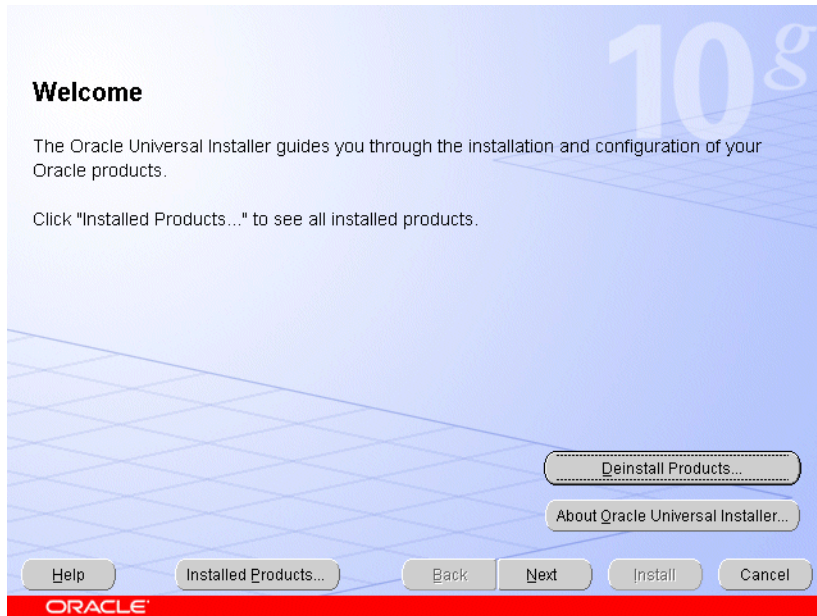 10g
Welcome
The Oracle Universal Installer guides you through the installation and configuration of your
Oracle products.
Click "Installed Products..." to see all installed products.
Deinstall Products...
About Oracle Universal Installer...
Help Installed Products... Back Next Install Cancel
ORACLE